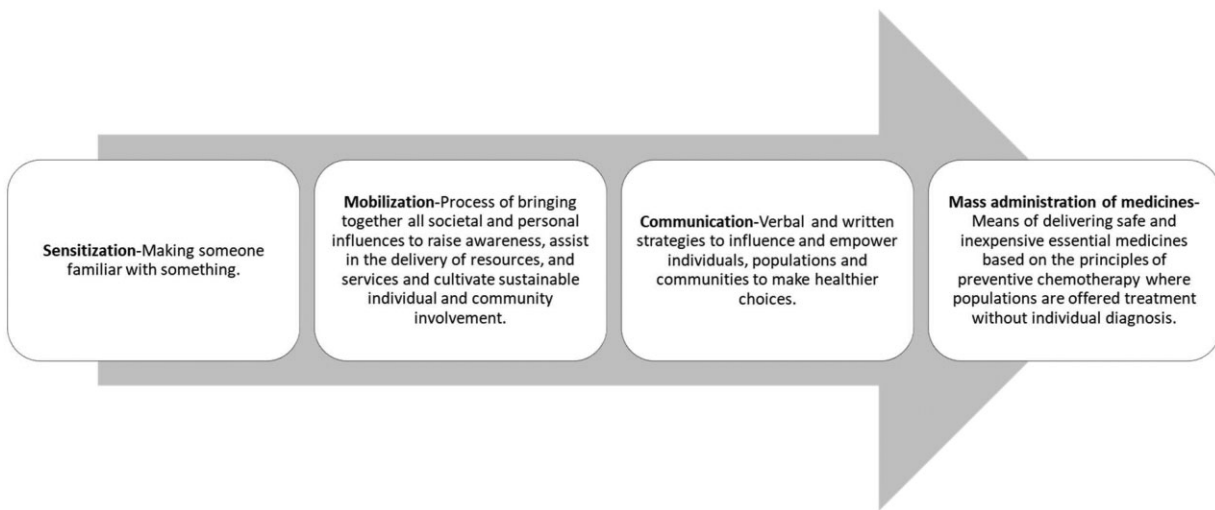 Sensitization-Making someone
familiar with something.
Mobilization-Process of bringing
together all societal and personal
influences to raise awareness, assist
in the delivery of resources, and
services and cultivate sustainable
individual and community
involvement.
Communication-Verbal and written
strategies to influence and empower
individuals, populations and
communities to make healthier
choices.
Mass administration of medicines-
Means of delivering safe and
inexpensive essential medicines
based on the principles of
preventive chemotherapy where
populations are offered treatment
without individual diagnosis.